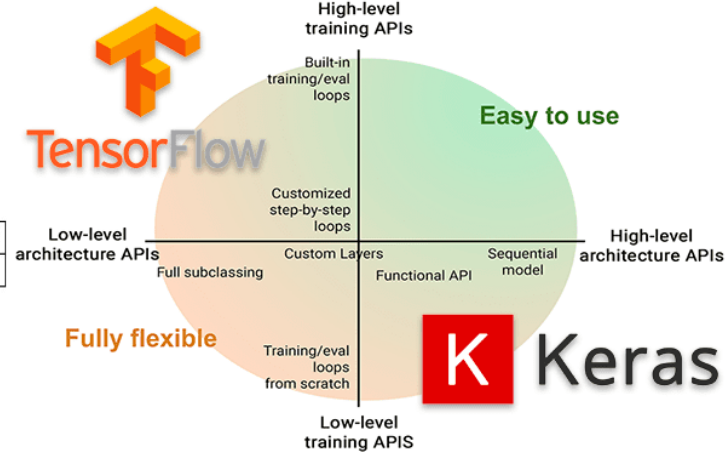 High-level
training APIs
Built-in
training/eval
loops
Easy to use
TensorFlow
Customized
step-by-step
loops
Low-level
architecture APIs
High-level
architecture APIs
Custom Layers
Sequential
model
Full subclassing
Functional API
Fully flexible
Training/eval
loops
from scratch
K Keras
Low-level
training APIS